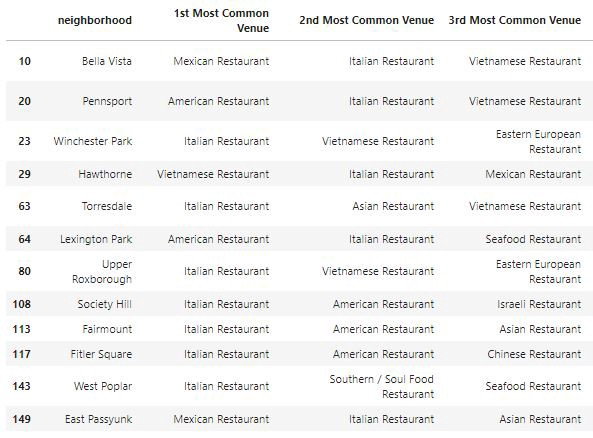 neighborhood 1st Most Common Venue 2nd Most Common Venue 3rd Most Common Venue
10 Bella Vista Mexican Restaurant Italian Restaurant Vietnamese Restaurant
20 Pennsport American Restaurant Italian Restaurant Vietnamese Restaurant
23 Winchester Park Italian Restaurant Vietnamese Restaurant Eastern European Restaurant
29 Hawthorne Vietnamese Restaurant Italian Restaurant Mexican Restaurant
63 Torresdale Italian Restaurant Asian Restaurant Vietnamese Restaurant
64 Lexington Park American Restaurant Italian Restaurant Seafood Restaurant
80 Upper Roxborough Italian Restaurant Vietnamese Restaurant Eastern European Restaurant
108 Society Hill Italian Restaurant American Restaurant Israeli Restaurant
113 Fairmount Italian Restaurant American Restaurant Asian Restaurant
117 Fitler Square Italian Restaurant American Restaurant Chinese Restaurant
143 West Poplar Italian Restaurant Southern / Soul Food Restaurant Seafood Restaurant
149 East Passyunk Mexican Restaurant Italian Restaurant Asian Restaurant